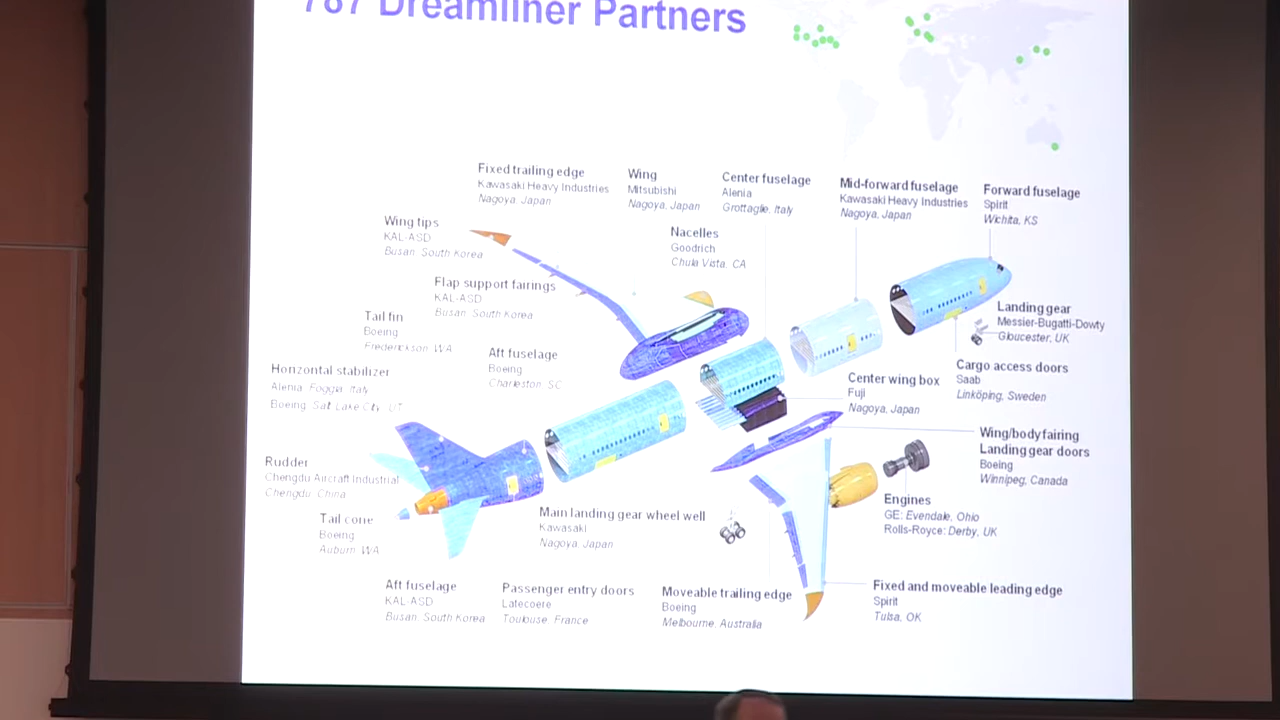 787 Dreamliner Partners
Fixed trailing edge
Kawasaki Heavy Industries
Nagoya, Japan
Wing
Mitsubishi
Nagoya, Japan
Center fuselage
Alenia
Grottaglie, Italy
Mid-forward fuselage
Kawasaki Heavy Industries
Nagoya, Japan
Forward fuselage
Spirit
Wichita, KS
Wing tips
KAL-ASD
Busan, South Korea
Nacelles
Goodrich
Chula Vista, CA
Flap support fairings
KAL-ASD
Busan, South Korea
Landing gear
Messier-Bugatti-Dowty
Gloucester, UK
Tail fin
Boeing
Frederickson, WA
Aft fuselage
Boeing
Charleston, SC
Horizontal stabilizer
Alenia, Foggia, Italy
Boeing, Salt Lake City, UT
Cargo access doors
Saab
Linköping, Sweden
Center wing box
Fuji
Nagoya, Japan
Wing/body fairing
Landing gear doors
Boeing
Winnipeg, Canada
Rudder
Chengdu Aircraft Industrial
Chengdu, China
Engines
GE: Evendale, Ohio
Rolls-Royce: Derby, UK
Tail cone
Boeing
Auburn, WA
Main landing gear wheel well
Kawasaki
Nagoya, Japan
Aft fuselage
KAL-ASD
Busan, South Korea
Passenger entry doors
Latecoere
Toulouse, France
Moveable trailing edge
Boeing
Melbourne, Australia
Fixed and moveable leading edge
Spirit
Tulsa, OK